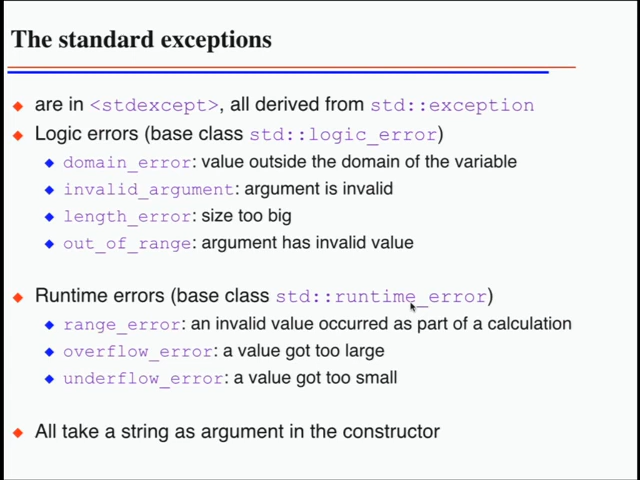 The standard exceptions
are in <stdexcept>, all derived from std::exception
Logic errors (base class std::logic_error)
domain_error: value outside the domain of the variable
invalid_argument: argument is invalid
length_error: size too big
out_of_range: argument has invalid value
Runtime errors (base class std::runtime_error)
range_error: an invalid value occurred as part of a calculation
overflow_error: a value got too large
underflow_error: a value got too small
All take a string as argument in the constructor